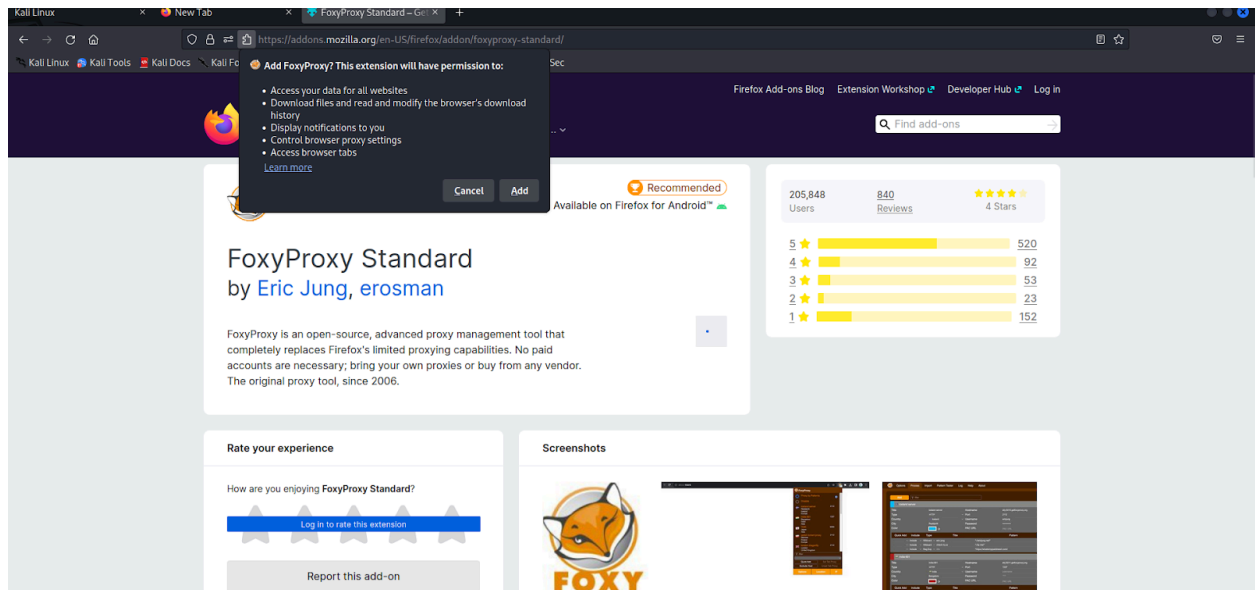 Kali Linux
New Tab
FoxyProxy Standard – Get
https://addons.mozilla.org/en-US/firefox/addon/foxyproxy-standard/
Kali Linux
Kali Tools
Kali Docs
Kali Fo
Sec
Add FoxyProxy? This extension will have permission to:
• Access your data for all websites
• Download files and read and modify the browser's download
history
• Display notifications to you
• Control browser proxy settings
• Access browser tabs
Learn more
Cancel
Add
Firefox Add-ons Blog
Extension Workshop
Developer Hub
Log in
Find add-ons
Recommended
Available on Firefox for Android™
FoxyProxy Standard
by Eric Jung, erosman
FoxyProxy is an open-source, advanced proxy management tool that
completely replaces Firefox's limited proxying capabilities. No paid
accounts are necessary; bring your own proxies or buy from any vendor.
The original proxy tool, since 2006.
205,848
Users
840
Reviews
4 Stars
5 520
4 92
3 53
2 23
1 152
Rate your experience
How are you enjoying FoxyProxy Standard?
Log in to rate this extension
Report this add-on
Screenshots
FOXY